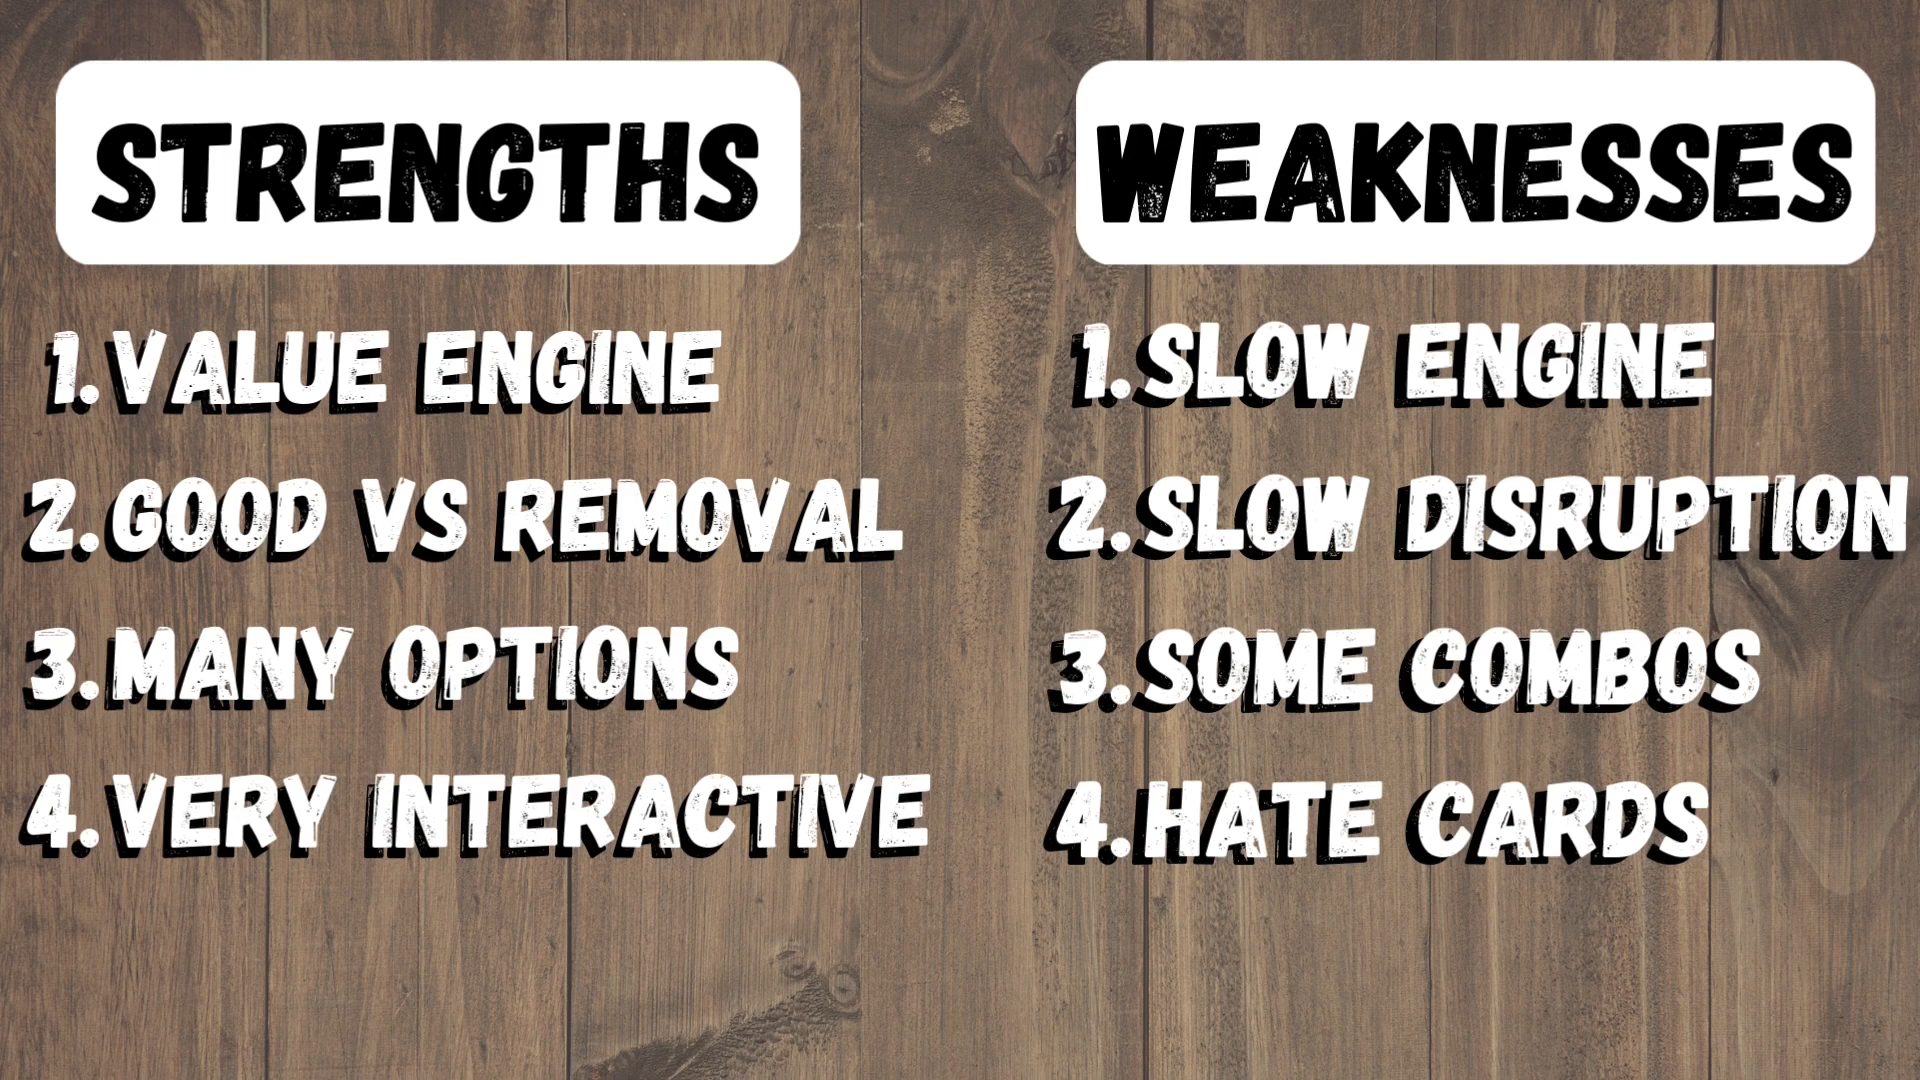 STRENGTHS
1. VALUE ENGINE
2. GOOD VS REMOVAL
3. MANY OPTIONS
4. VERY INTERACTIVE
WEAKNESSES
1. SLOW ENGINE
2. SLOW DISRUPTION
3. SOME COMBOS
4. HATE CARDS